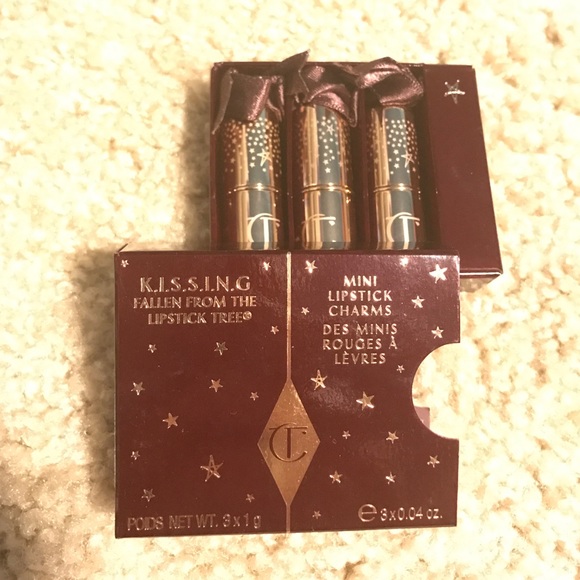 K.I.S.S.I.N.G
FALLEN FROM THE
LIPSTICK TREE®
MINI
LIPSTICK
CHARMS
DES MINIS
ROUGES À
LÈVRES
CT
POIDS NET WT. 3 x 1 g
℮ 3 x 0.04 oz.